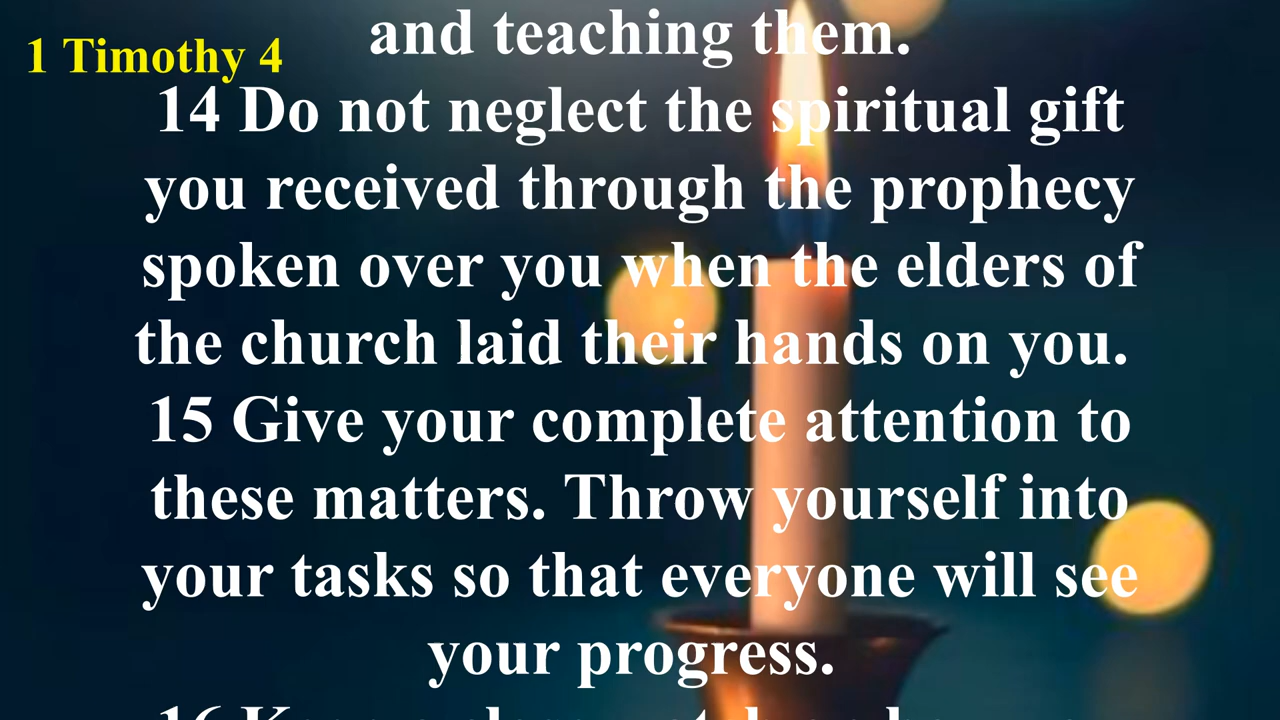 and teaching them.
1 Timothy 4
14 Do not neglect the spiritual gift
you received through the prophecy
spoken over you when the elders of
the church laid their hands on you.
15 Give your complete attention to
these matters. Throw yourself into
your tasks so that everyone will see
your progress.